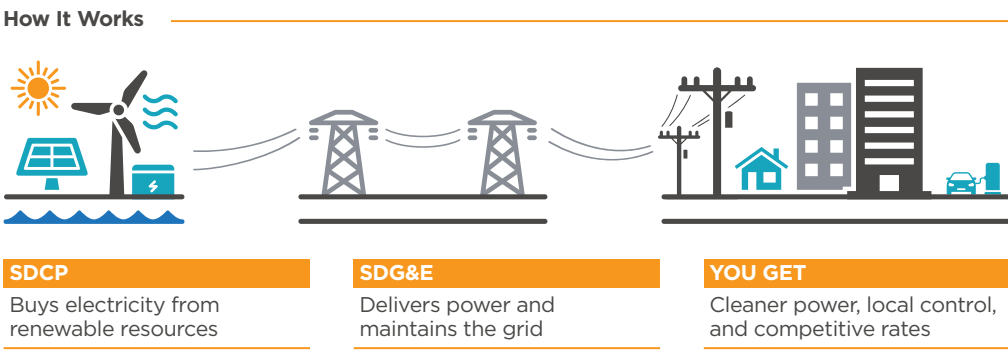 How It Works
SDCP
Buys electricity from
renewable resources
SDG&E
Delivers power and
maintains the grid
YOU GET
Cleaner power, local control,
and competitive rates